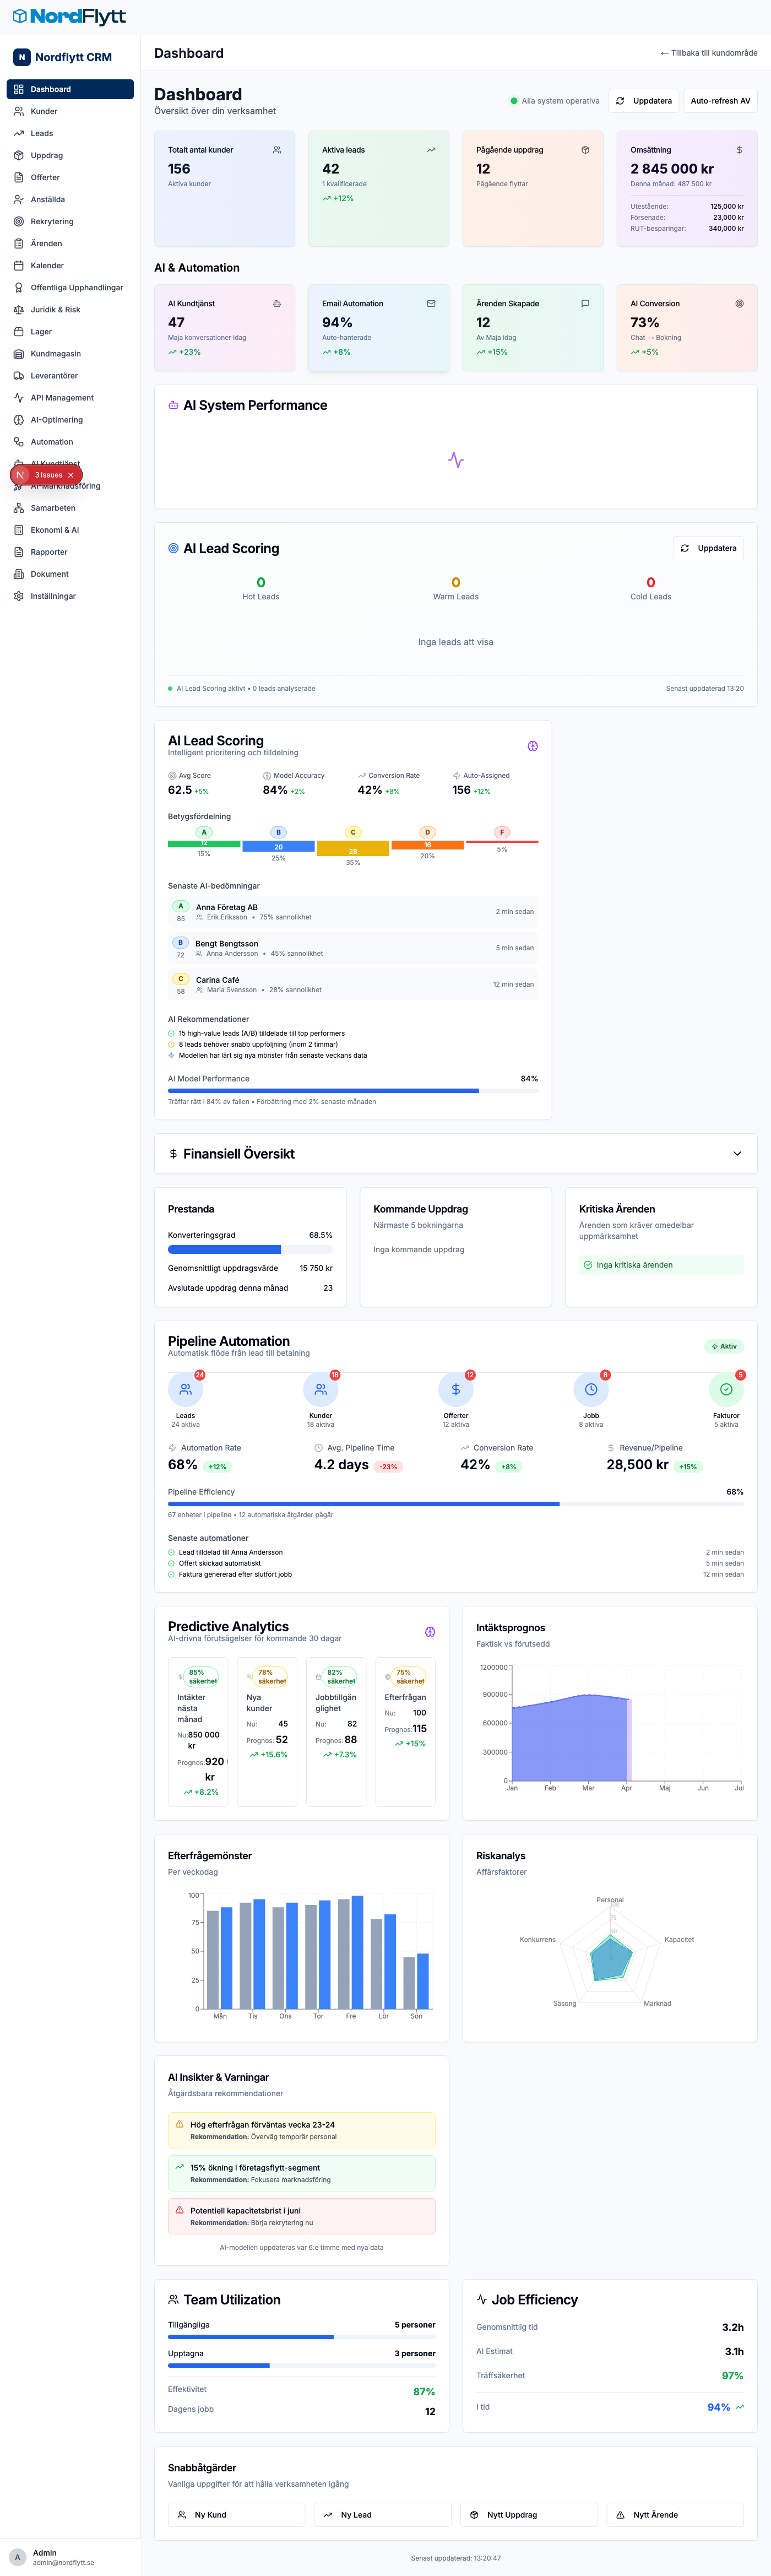 NordFlytt
N Nordflytt CRM
Dashboard
Kunder
Leads
Uppdrag
Offerter
Anställda
Rekrytering
Ärenden
Kalender
Offentliga Upphandlingar
Juridik & Risk
Lager
Kundmagasin
Leverantörer
API Management
AI-Optimering
Automation
AI Kundtjänst
N 3 Issues
AI-Marknadsföring
Samarbeten
Ekonomi & AI
Rapporter
Dokument
Inställningar
A Admin
admin@nordflytt.se
Dashboard
← Tillbaka till kundområde
Dashboard
Översikt över din verksamhet
Alla system operativa
Uppdatera
Auto-refresh AV
Totalt antal kunder
156
Aktiva kunder
Aktiva leads
42
1 kvalificerade
+12%
Pågående uppdrag
12
Pågående flyttar
Omsättning
2 845 000 kr
Denna månad: 487 500 kr
Utestående: 125,000 kr
Försenade: 23,000 kr
RUT-besparingar: 340,000 kr
AI & Automation
AI Kundtjänst
47
Maja konversationer idag
+23%
Email Automation
94%
Auto-hanterade
+8%
Ärenden Skapade
12
Av Maja idag
+15%
AI Conversion
73%
Chat → Bokning
+5%
AI System Performance
AI Lead Scoring
Uppdatera
0
Hot Leads
0
Warm Leads
0
Cold Leads
Inga leads att visa
AI Lead Scoring aktivt • 0 leads analyserade
Senast uppdaterad 13:20
AI Lead Scoring
Intelligent prioritering och tilldelning
Avg Score
62.5 +5%
Model Accuracy
84% +2%
Conversion Rate
42% +8%
Auto-Assigned
156 +12%
Betygsfördelning
A B C D F
12 20 28 16
15% 25% 35% 20% 5%
Senaste AI-bedömningar
A Anna Företag AB
85 Erik Eriksson • 75% sannolikhet
2 min sedan
B Bengt Bengtsson
72 Anna Andersson • 45% sannolikhet
5 min sedan
C Carina Café
58 Maria Svensson • 28% sannolikhet
12 min sedan
AI Rekommendationer
15 high-value leads (A/B) tilldelade till top performers
8 leads behöver snabb uppföljning (inom 2 timmar)
Modellen har lärt sig nya mönster från senaste veckans data
AI Model Performance 84%
Träffar rätt i 84% av fallen • Förbättring med 2% senaste månaden
Finansiell Översikt
Prestanda
Konverteringsgrad 68.5%
Genomsnittligt uppdragsvärde 15 750 kr
Avslutade uppdrag denna månad 23
Kommande Uppdrag
Närmaste 5 bokningarna
Inga kommande uppdrag
Kritiska Ärenden
Ärenden som kräver omedelbar
uppmärksamhet
Inga kritiska ärenden
Pipeline Automation
Automatisk flöde från lead till betalning
Aktiv
24 18 12 8 5
Leads Kunder Offerter Jobb Fakturor
24 aktiva 18 aktiva 12 aktiva 8 aktiva 5 aktiva
Automation Rate
68% +12%
Avg. Pipeline Time
4.2 days -23%
Conversion Rate
42% +8%
Revenue/Pipeline
28,500 kr +15%
Pipeline Efficiency 68%
67 enheter i pipeline • 12 automatiska åtgärder pågår
Senaste automationer
Lead tilldelad till Anna Andersson 2 min sedan
Offert skickad automatiskt 5 min sedan
Faktura genererad efter slutfört jobb 12 min sedan
Predictive Analytics
AI-drivna förutsägelser för kommande 30 dagar
85%
säkerhet
Intäkter
nästa
månad
Nu: 850 000
kr
Prognos: 920
kr
+8.2%
78%
säkerhet
Nya
kunder
Nu: 45
Prognos: 52
+15.6%
82%
säkerhet
Jobbtillgän
glighet
Nu: 82
Prognos: 88
+7.3%
75%
säkerhet
Efterfrågan
Nu: 100
Prognos: 115
+15%
Intäktsprognos
Faktisk vs förutsedd
1200000
900000
600000
300000
0
Jan Feb Mar Apr Maj Jun Jul
Efterfrågemönster
Per veckodag
100
75
50
25
0
Mån Tis Ons Tor Fre Lör Sön
Riskanalys
Affärsfaktorer
Personal
75
Konkurrens
Kapacitet
Säsong
Marknad
AI Insikter & Varningar
Åtgärdsbara rekommendationer
Hög efterfrågan förväntas vecka 23-24
Rekommendation: Överväg temporär personal
15% ökning i företagsflytt-segment
Rekommendation: Fokusera marknadsföring
Potentiell kapacitetsbrist i juni
Rekommendation: Börja rekrytering nu
AI-modellen uppdateras var 6:e timme med nya data
Team Utilization
Tillgängliga 5 personer
Upptagna 3 personer
Effektivitet 87%
Dagens jobb 12
Job Efficiency
Genomsnittlig tid 3.2h
AI Estimat 3.1h
Träffsäkerhet 97%
I tid 94%
Snabbåtgärder
Vanliga uppgifter för att hålla verksamheten igång
Ny Kund
Ny Lead
Nytt Uppdrag
Nytt Ärende
Senast uppdaterad: 13:20:47